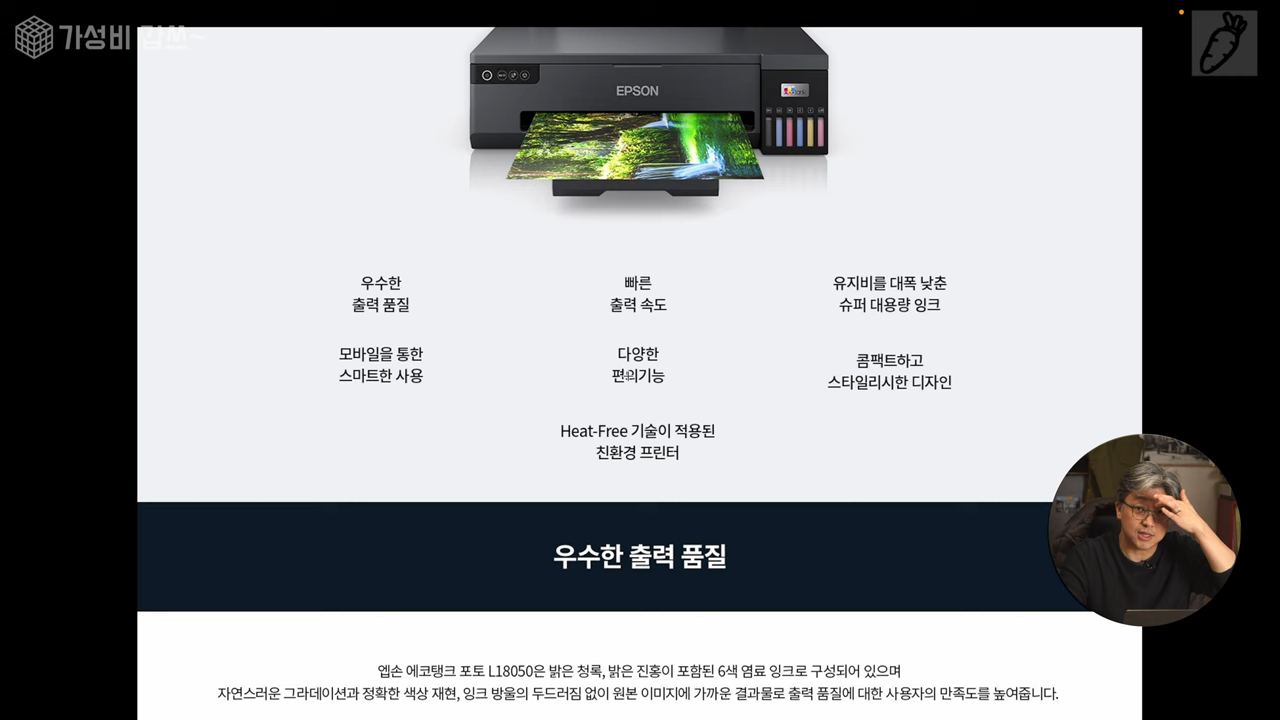 가성비
EPSON
우수한
출력 품질
빠른
출력 속도
유지비를 대폭 낮춘
슈퍼 대용량 잉크
모바일을 통한
스마트한 사용
다양한
편의기능
콤팩트하고
스타일리시한 디자인
Heat-Free 기술이 적용된
친환경 프린터
우수한 출력 품질
엡손 에코탱크 포토 L18050은 밝은 청록, 밝은 진홍이 포함된 6색 염료 잉크로 구성되어 있으며
자연스러운 그라데이션과 정확한 색상 재현, 잉크 방울의 두드러짐 없이 원본 이미지에 가까운 결과물로 출력 품질에 대한 사용자의 만족도를 높여줍니다.